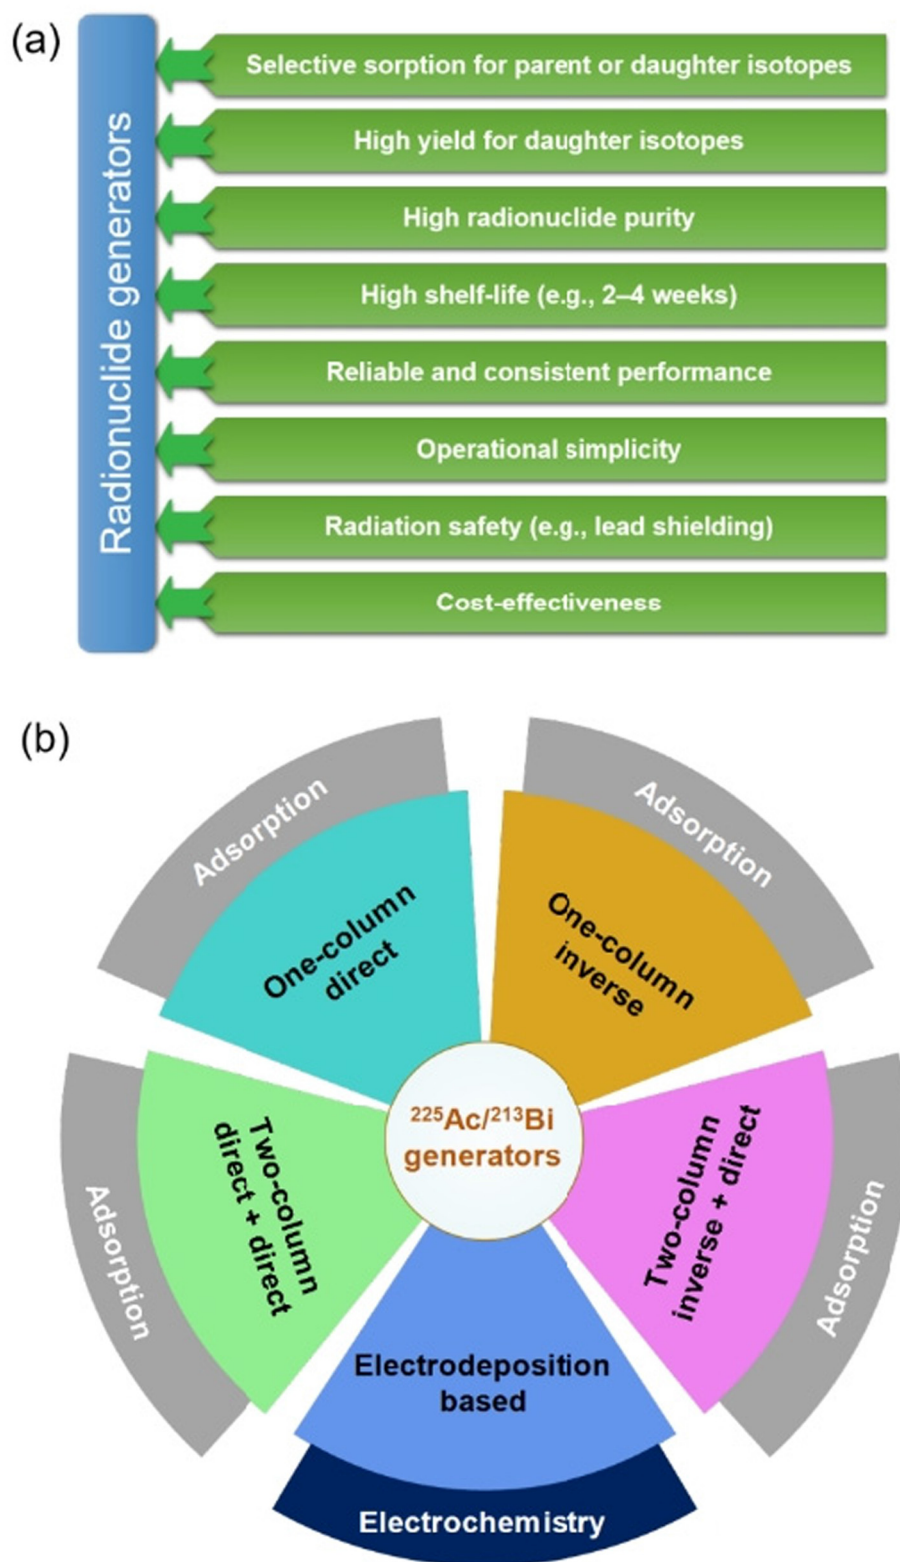 (a)
Radionuclide generators
Selective sorption for parent or daughter isotopes
High yield for daughter isotopes
High radionuclide purity
High shelf-life (e.g., 2–4 weeks)
Reliable and consistent performance
Operational simplicity
Radiation safety (e.g., lead shielding)
Cost-effectiveness
(b)
Adsorption
One-column
direct
Adsorption
One-column
inverse
Adsorption
Two-column
direct + direct
²²⁵Ac/²¹³Bi
generators
Two-column
inverse + direct
Adsorption
Electrodeposition
based
Electrochemistry